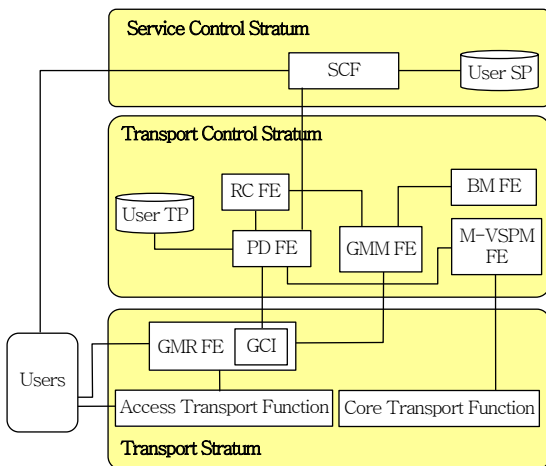 Service Control Stratum
SCF
User SP
Transport Control Stratum
RC FE
BM FE
User TP
PD FE
GMM FE
M-VSPM
FE
GMR FE
GCI
Users
Access Transport Function
Core Transport Function
Transport Stratum